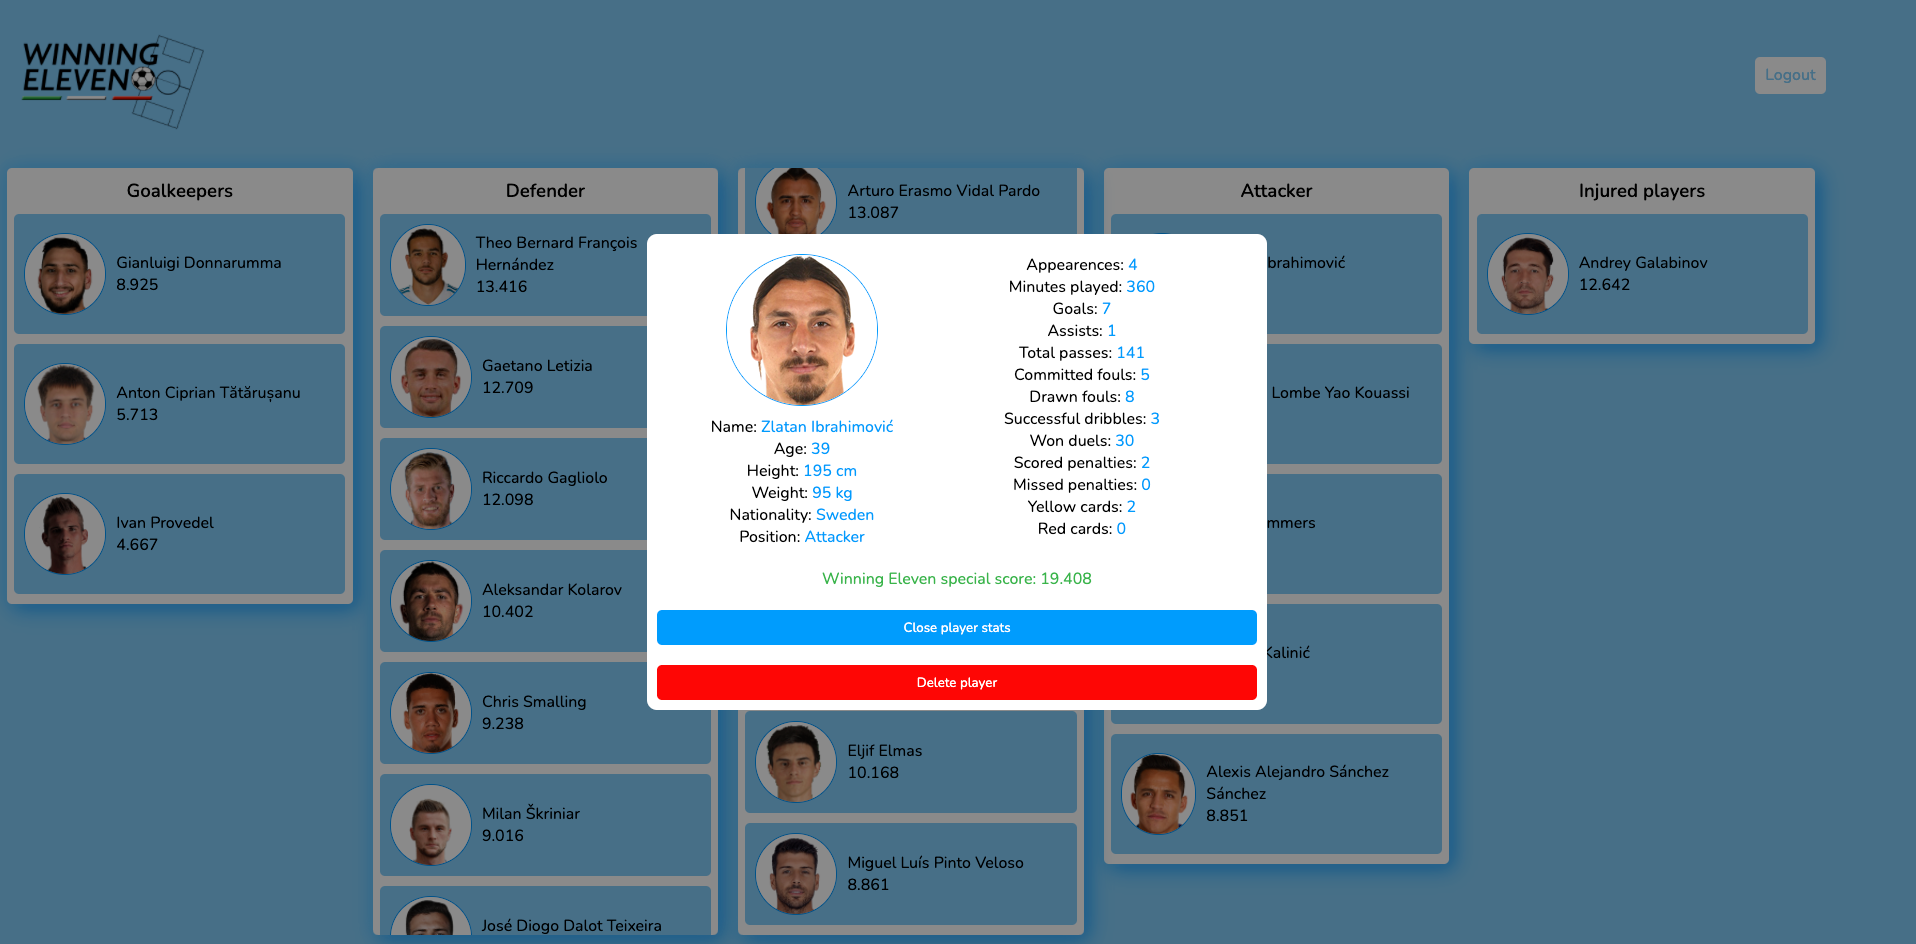 WINNING
ELEVEN
Logout
Goalkeepers
Gianluigi Donnarumma
8.925
Anton Ciprian Tătărușanu
5.713
Ivan Provedel
4.667
Defender
Theo Bernard François
Hernández
13.416
Gaetano Letizia
12.709
Riccardo Gagliolo
12.098
Aleksandar Kolarov
10.402
Chris Smalling
9.238
Milan Škriniar
9.016
José Diogo Dalot Teixeira
Arturo Erasmo Vidal Pardo
13.087
Eljif Elmas
10.168
Miguel Luís Pinto Veloso
8.861
Attacker
brahimović
Lombe Yao Kouassi
mmers
Kalinić
Alexis Alejandro Sánchez
Sánchez
8.851
Injured players
Andrey Galabinov
12.642
Name: Zlatan Ibrahimović
Age: 39
Height: 195 cm
Weight: 95 kg
Nationality: Sweden
Position: Attacker
Appearences: 4
Minutes played: 360
Goals: 7
Assists: 1
Total passes: 141
Committed fouls: 5
Drawn fouls: 8
Successful dribbles: 3
Won duels: 30
Scored penalties: 2
Missed penalties: 0
Yellow cards: 2
Red cards: 0
Winning Eleven special score: 19.408
Close player stats
Delete player